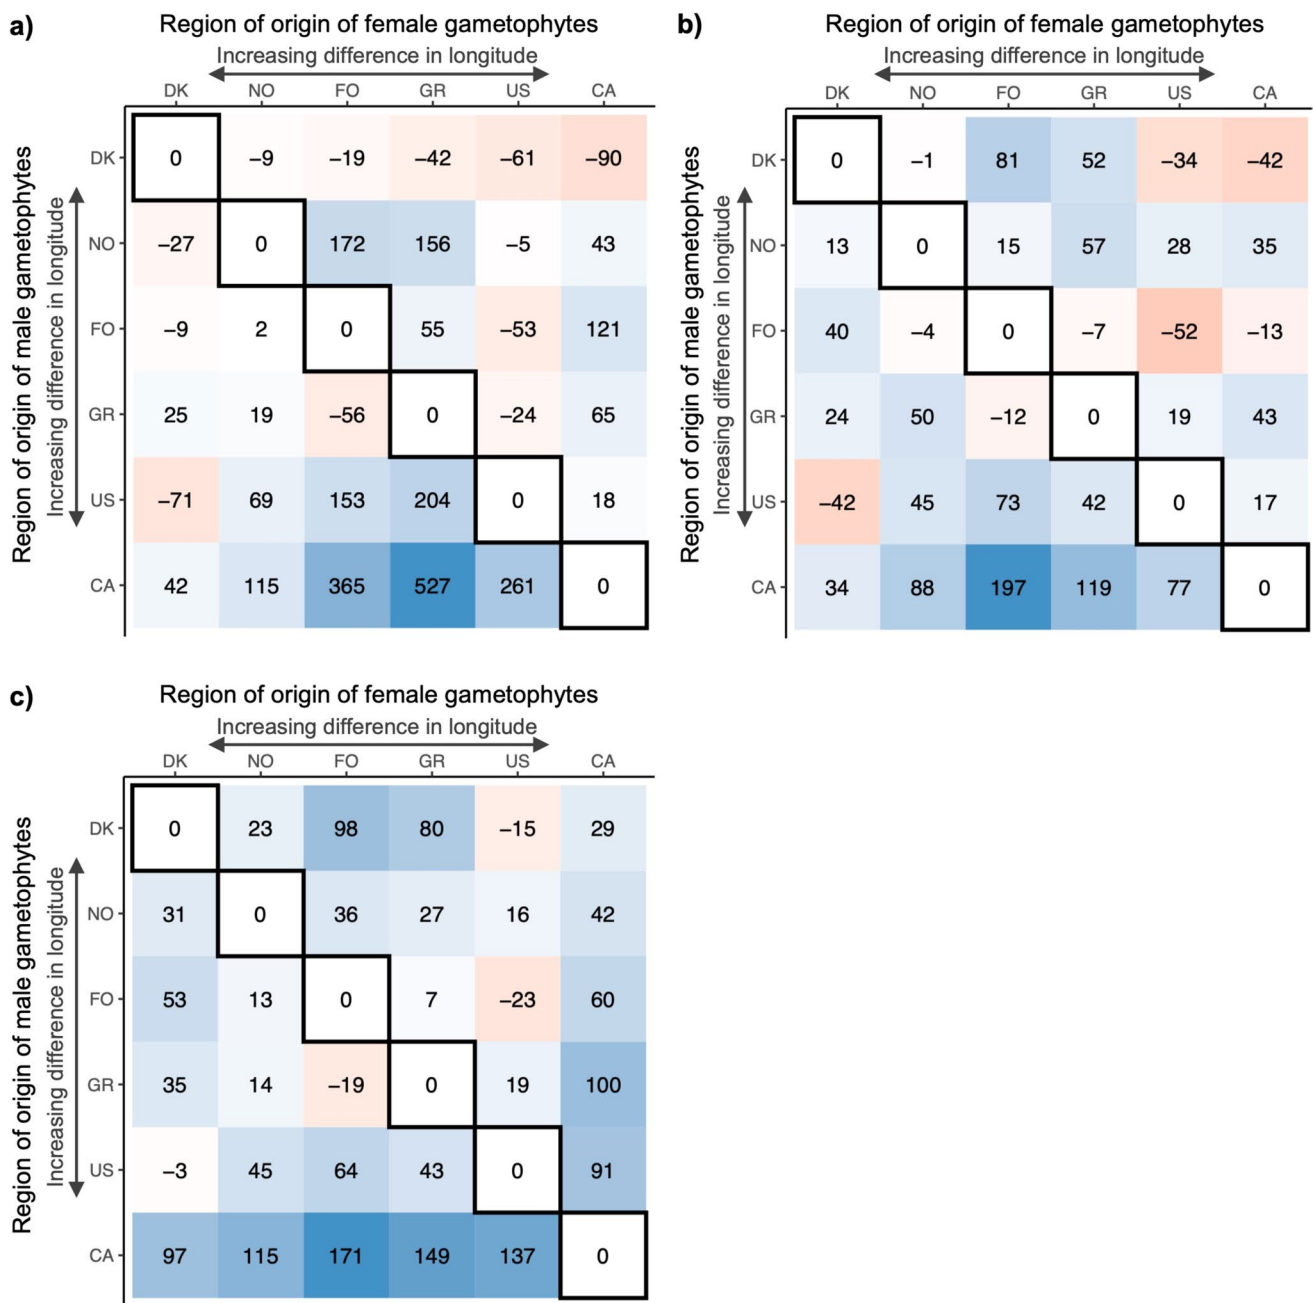 a)
Region of origin of female gametophytes
Increasing difference in longitude
DK NO FO GR US CA
Region of origin of male gametophytes
Increasing difference in longitude
DK 0 −9 −19 −42 −61 −90
NO −27 0 172 156 −5 43
FO −9 2 0 55 −53 121
GR 25 19 −56 0 −24 65
US −71 69 153 204 0 18
CA 42 115 365 527 261 0
b)
Region of origin of female gametophytes
Increasing difference in longitude
DK NO FO GR US CA
Region of origin of male gametophytes
Increasing difference in longitude
DK 0 −1 81 52 −34 −42
NO 13 0 15 57 28 35
FO 40 −4 0 −7 −52 −13
GR 24 50 −12 0 19 43
US −42 45 73 42 0 17
CA 34 88 197 119 77 0
c)
Region of origin of female gametophytes
Increasing difference in longitude
DK NO FO GR US CA
Region of origin of male gametophytes
Increasing difference in longitude
DK 0 23 98 80 −15 29
NO 31 0 36 27 16 42
FO 53 13 0 7 −23 60
GR 35 14 −19 0 19 100
US −3 45 64 43 0 91
CA 97 115 171 149 137 0